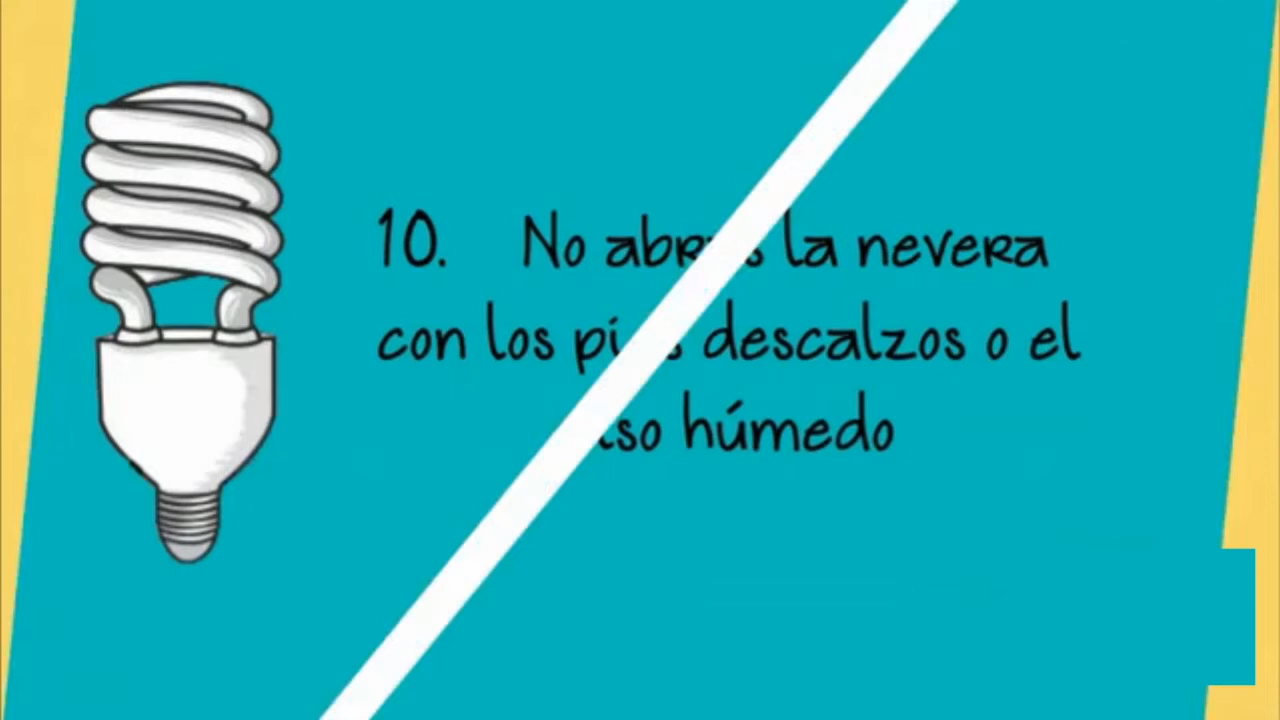 10. No la nevera
con los descalzos o el
húmedo